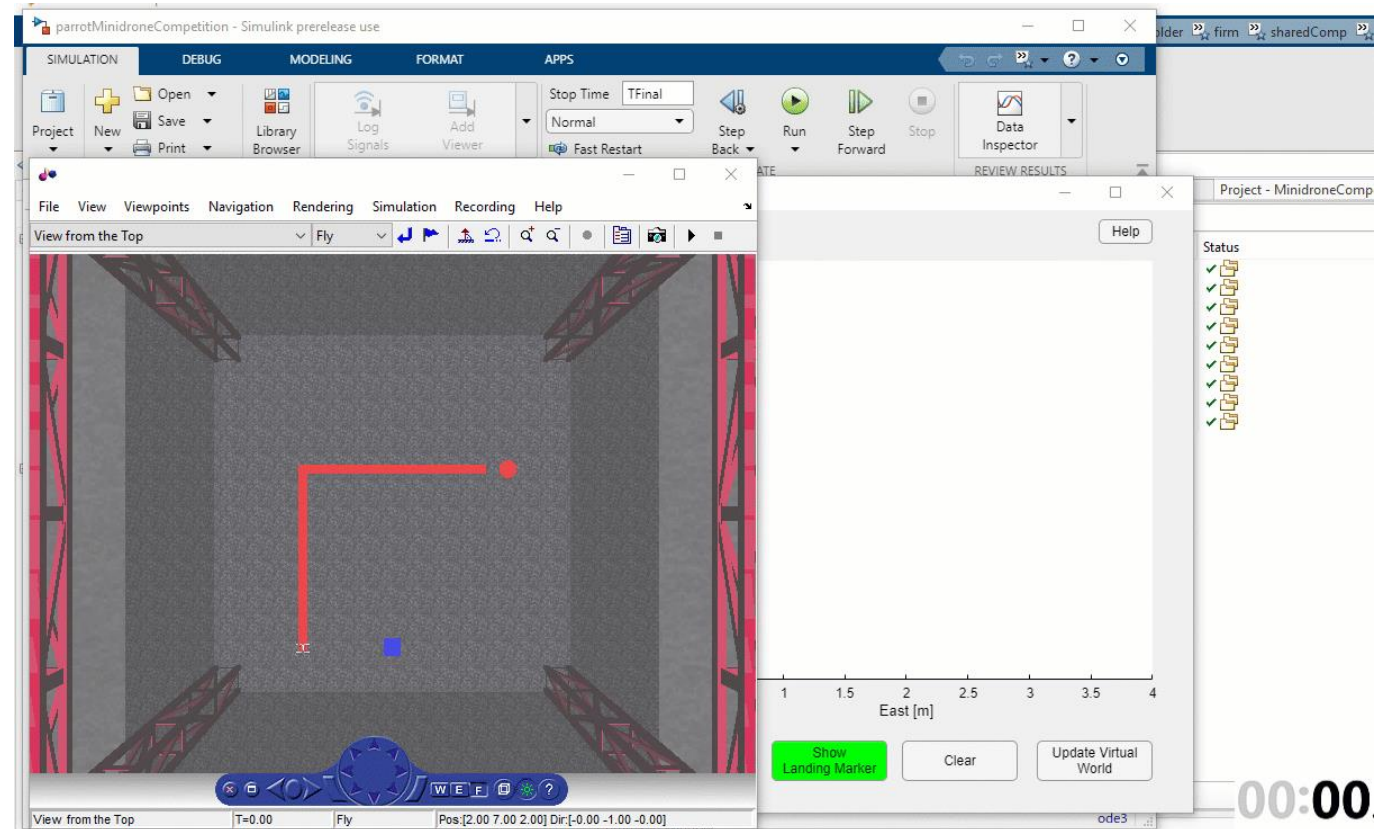 parrotMinidroneCompetition - Simulink prerelease use
older firm sharedComp
SIMULATION DEBUG MODELING FORMAT APPS
Project New Open Save Print
Library Browser
Log Signals
Add Viewer
Stop Time TFinal
Normal
Fast Restart
Step Back
Run
Step Forward
Stop
Data Inspector
REVIEW RESULTS
ATE
Project - MinidroneComp
File View Viewpoints Navigation Rendering Simulation Recording Help
View from the Top Fly
Help
Status
1 1.5 2 2.5 3 3.5 4
East [m]
Show
Landing Marker
Clear
Update Virtual
World
W E F ?
View from the Top T=0.00 Fly Pos:[2.00 7.00 2.00] Dir:[-0.00 -1.00 -0.00]
ode3
00:00.